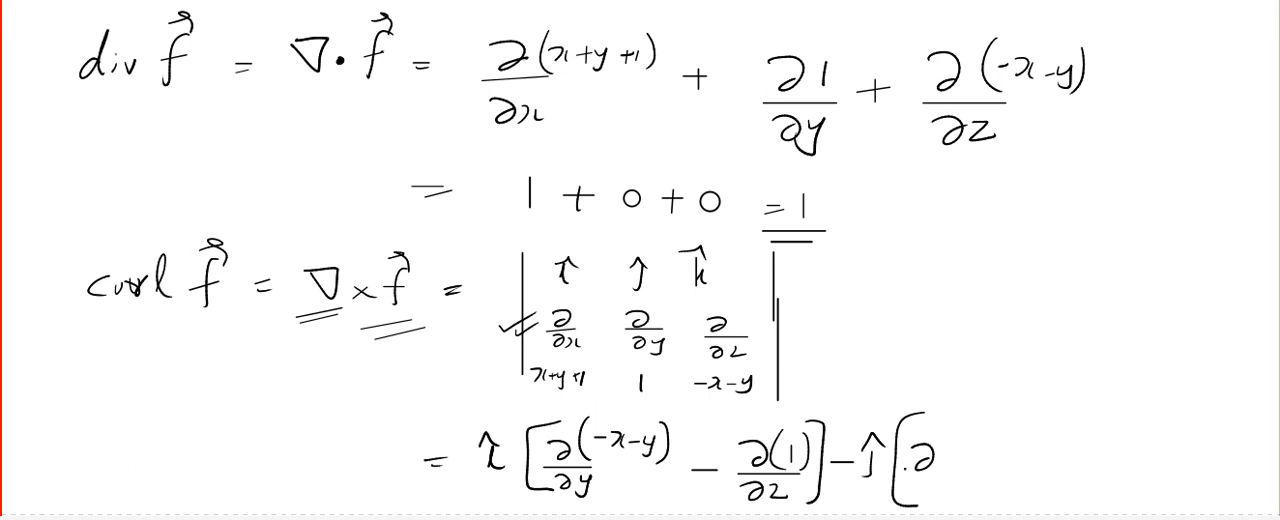 div f⃗ = ∇·f⃗ = ∂(x+y+1)/∂x + ∂1/∂y + ∂(-x-y)/∂z
= 1 + 0 + 0 = 1
curl f⃗ = ∇×f⃗ = | î ĵ k̂ |
∂/∂x ∂/∂y ∂/∂z
x+y+1 1 -x-y
= î [∂(-x-y)/∂y - ∂(1)/∂z] - ĵ [∂